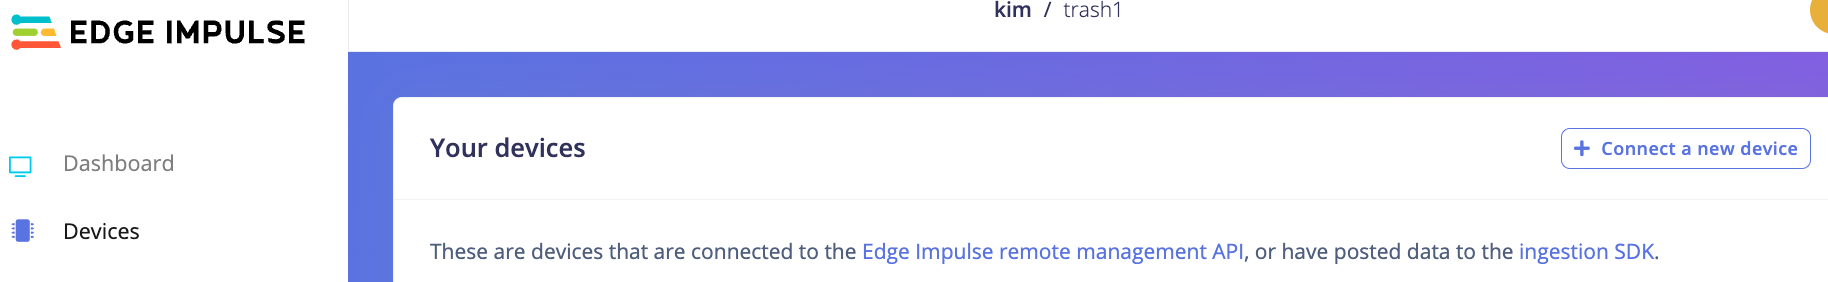 EDGE IMPULSE
kim / trash1
Dashboard
Devices
Your devices
+ Connect a new device
These are devices that are connected to the Edge Impulse remote management API, or have posted data to the ingestion SDK.